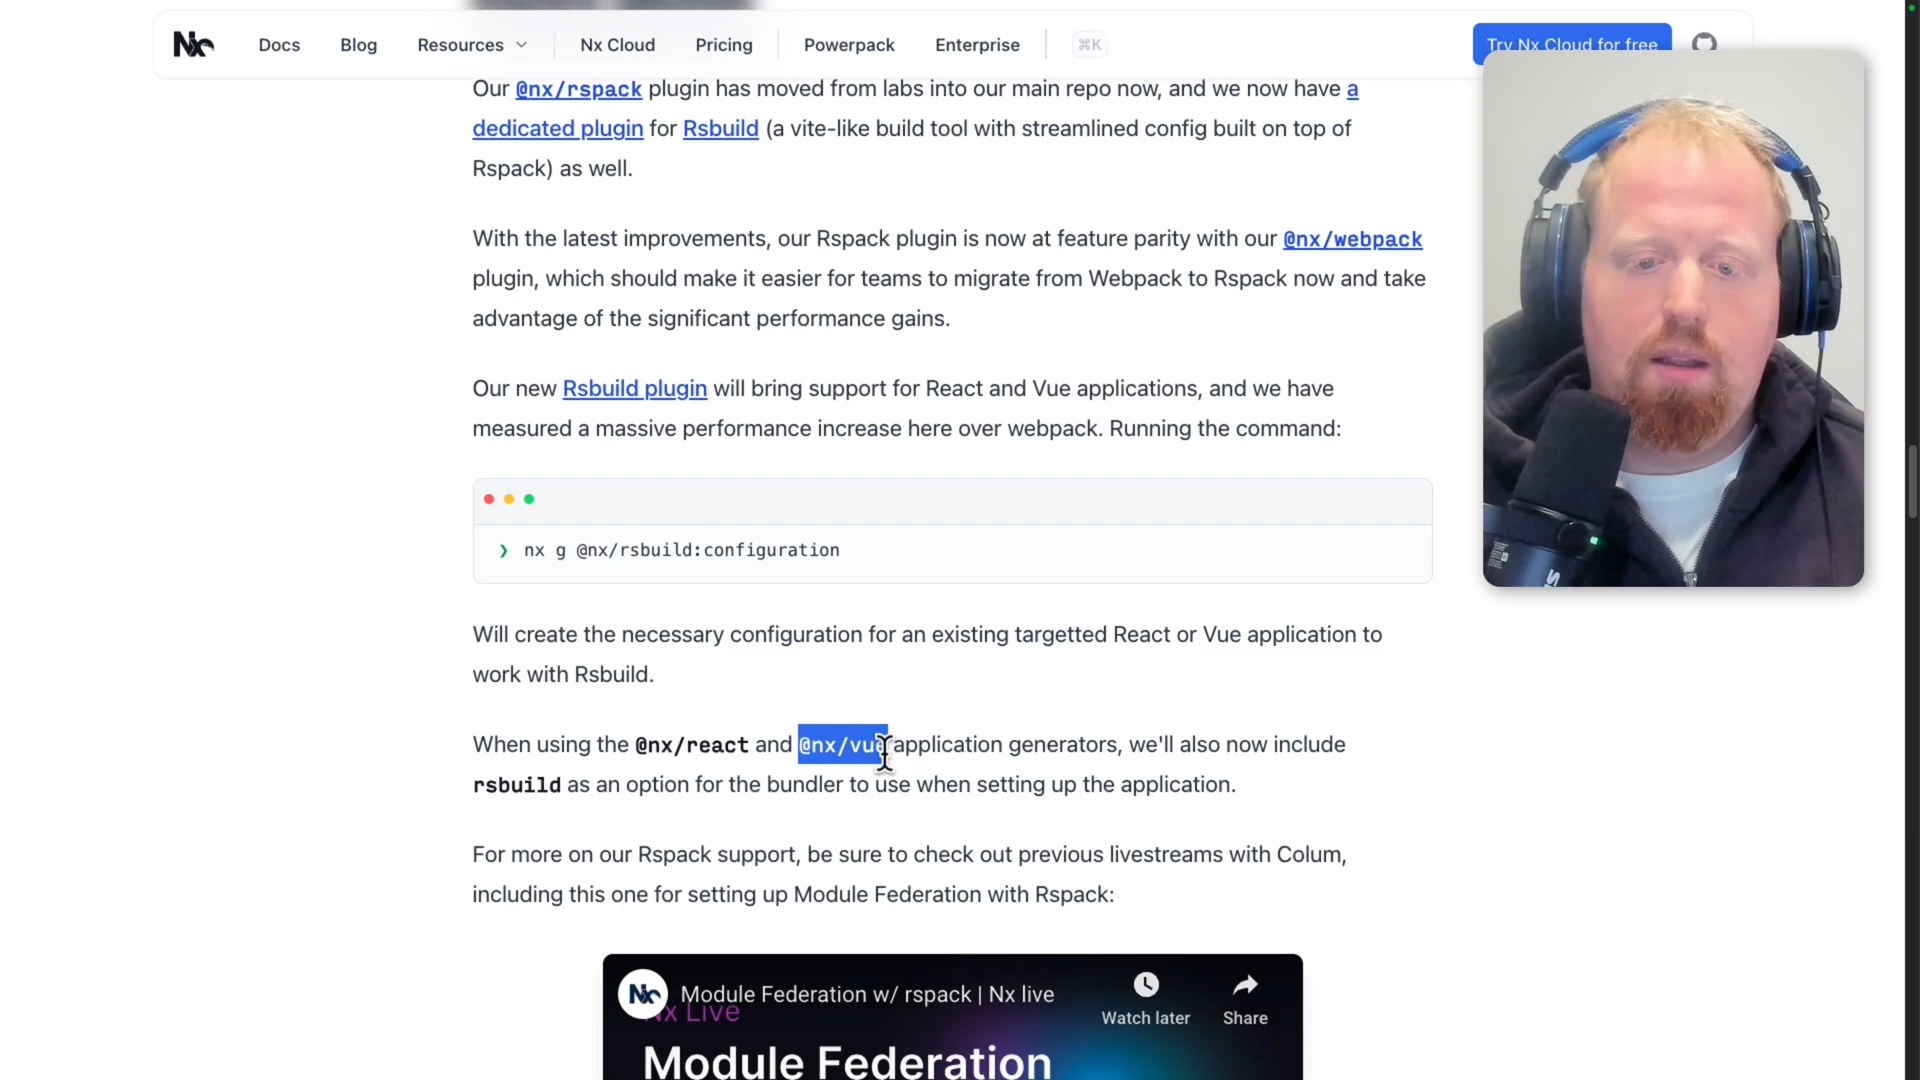 Nx Docs Blog Resources Nx Cloud Pricing Powerpack Enterprise ⌘K Try Nx Cloud for free
Our @nx/rspack plugin has moved from labs into our main repo now, and we now have a
dedicated plugin for Rsbuild (a vite-like build tool with streamlined config built on top of
Rspack) as well.
With the latest improvements, our Rspack plugin is now at feature parity with our @nx/webpack
plugin, which should make it easier for teams to migrate from Webpack to Rspack now and take
advantage of the significant performance gains.
Our new Rsbuild plugin will bring support for React and Vue applications, and we have
measured a massive performance increase here over webpack. Running the command:
❯ nx g @nx/rsbuild:configuration
Will create the necessary configuration for an existing targetted React or Vue application to
work with Rsbuild.
When using the @nx/react and @nx/vue application generators, we'll also now include
rsbuild as an option for the bundler to use when setting up the application.
For more on our Rspack support, be sure to check out previous livestreams with Colum,
including this one for setting up Module Federation with Rspack:
Nx Module Federation w/ rspack | Nx live
Watch later Share
Nx Live
Module Federation